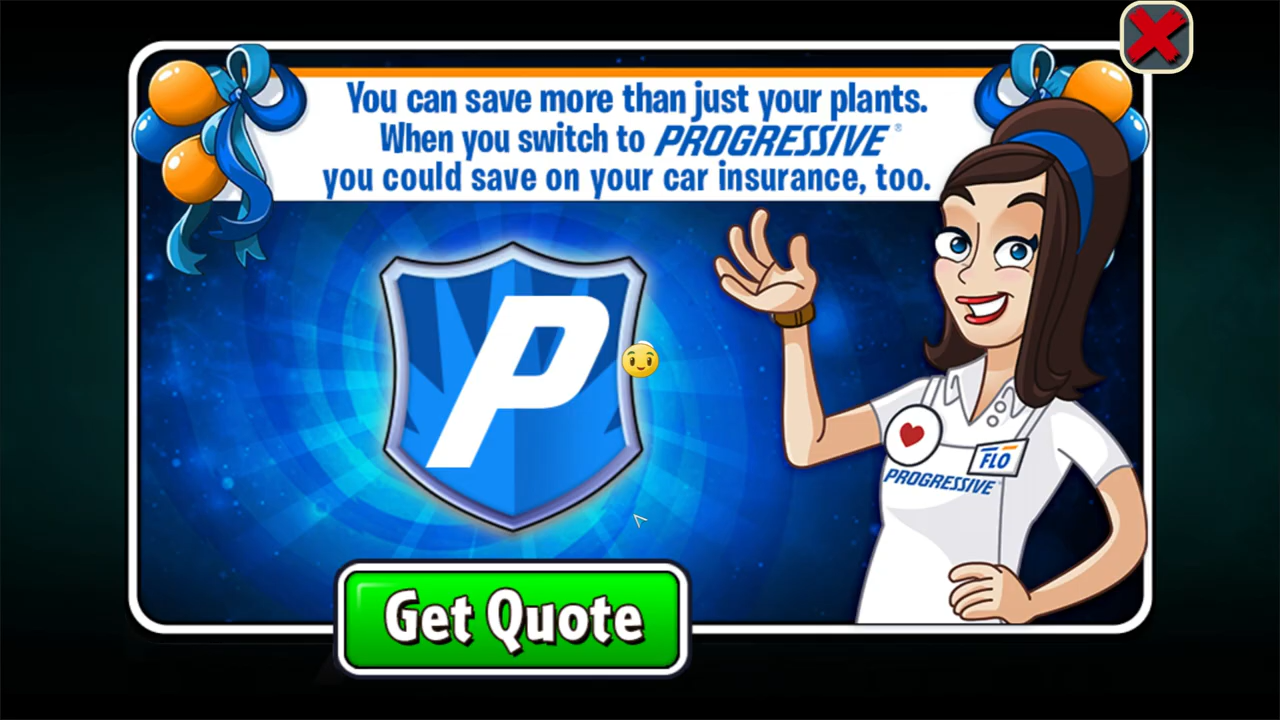 You can save more than just your plants.
When you switch to PROGRESSIVE®
you could save on your car insurance, too.
P
FLO
PROGRESSIVE
Get Quote